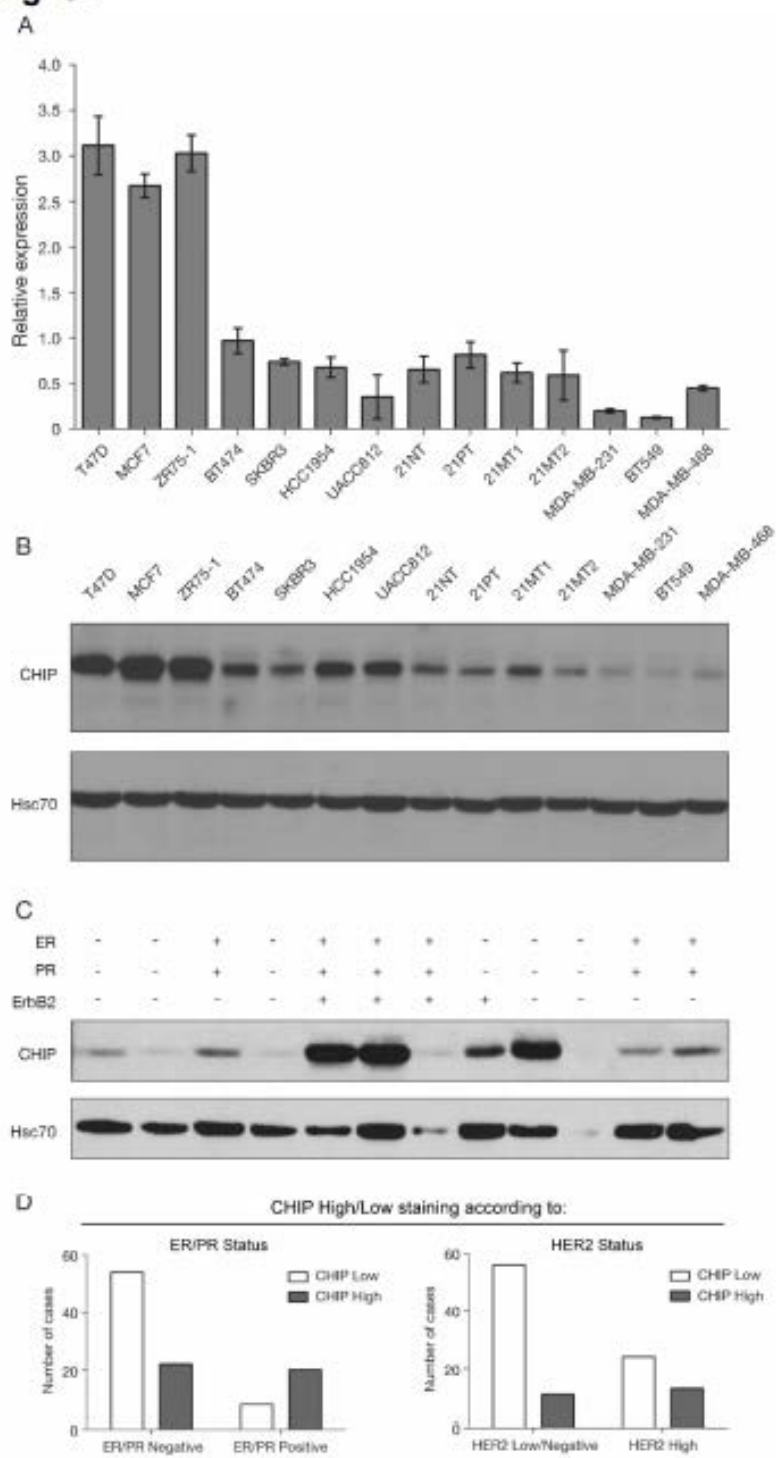 A
4.0
3.5
3.0
2.5
2.0
1.5
1.0
0.5
0
Relative expression
T47D MCF7 ZR75-1 BT474 SKBR3 HCC1954 UACC812 21NT 21PT 21MT1 21MT2 MDA-MB-231 BT549 MDA-MB-468
B
T47D MCF7 ZR75-1 BT474 SKBR3 HCC1954 UACC812 21NT 21PT 21MT1 21MT2 MDA-MB-231 BT549 MDA-MB-468
CHIP
Hsc70
C
ER - - + - + + + - - - + +
PR - - + - + + + - - - + +
ErbB2 - - - - + + + + - - - -
CHIP
Hsc70
D
CHIP High/Low staining according to:
ER/PR Status
60
40
20
0
Number of cases
CHIP Low
CHIP High
ER/PR Negative ER/PR Positive
HER2 Status
60
40
20
0
Number of cases
CHIP Low
CHIP High
HER2 Low/Negative HER2 High